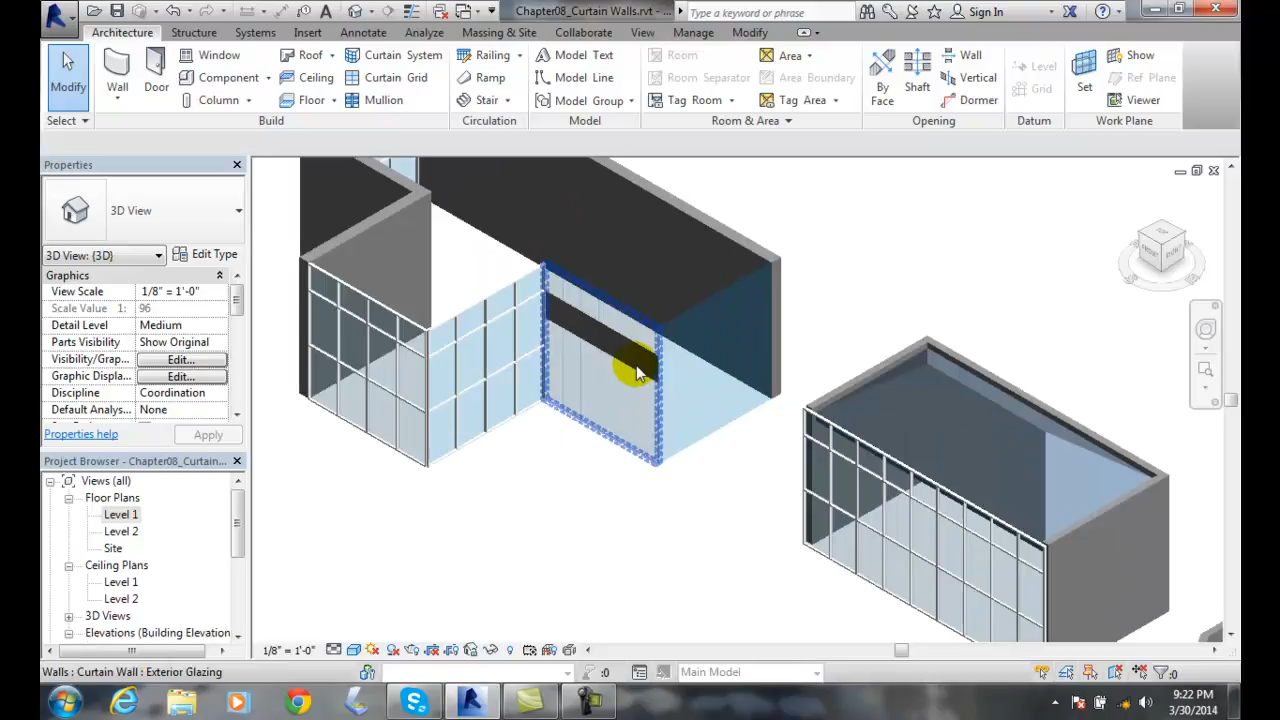 Chapter08_Curtain Walls.rvt - ...
Type a keyword or phrase
Sign In
Architecture Structure Systems Insert Annotate Analyze Massing & Site Collaborate View Manage Modify
Modify
Wall
Door
Window
Component
Column
Roof
Ceiling
Floor
Curtain System
Curtain Grid
Mullion
Railing
Ramp
Stair
Model Text
Model Line
Model Group
Room
Room Separator
Tag Room
Area
Area Boundary
Tag Area
By Face
Shaft
Wall
Vertical
Dormer
Level
Grid
Set
Show
Ref Plane
Viewer
Select Build Circulation Model Room & Area Opening Datum Work Plane
Properties
3D View
3D View: {3D} Edit Type
Graphics
View Scale 1/8" = 1'-0"
Scale Value 1: 96
Detail Level Medium
Parts Visibility Show Original
Visibility/Grap... Edit...
Graphic Displa... Edit...
Discipline Coordination
Default Analys... None
Properties help Apply
Project Browser - Chapter08_Curtain...
Views (all)
Floor Plans
Level 1
Level 2
Site
Ceiling Plans
Level 1
Level 2
3D Views
Elevations (Building Elevation
TOP
FRONT
1/8" = 1'-0"
Walls : Curtain Wall : Exterior Glazing
:0
Main Model
:0
9:22 PM
3/30/2014